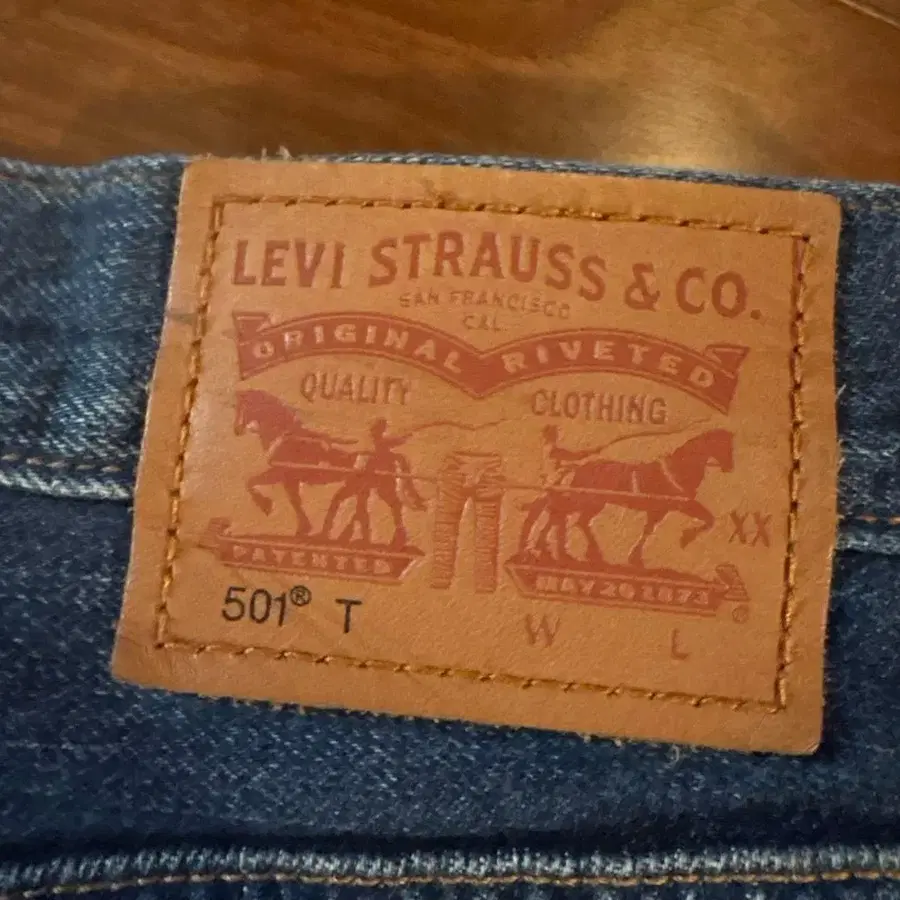 LEVI STRAUSS & CO.
SAN FRANCISCO
CAL
ORIGINAL RIVETED
QUALITY CLOTHING
XX
PATENTED MAY 20 1873
®
501® T W L